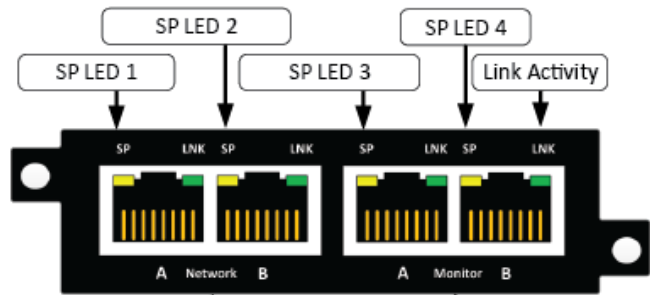 SP LED 2
SP LED 4
SP LED 1
SP LED 3
Link Activity
SP LNK SP LNK SP LNK SP LNK
A Network B A Monitor B